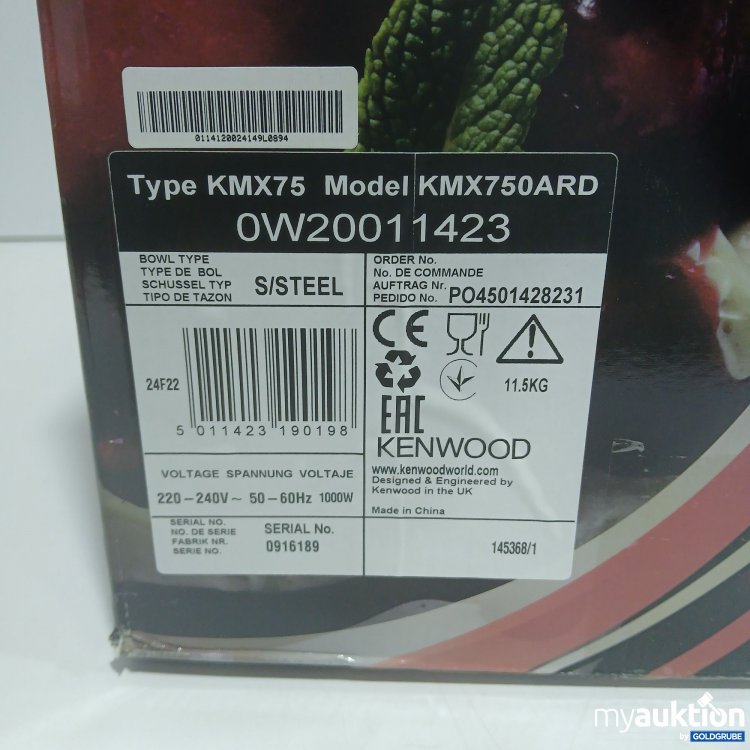 0114120024149L0894
Type KMX75 Model KMX750ARD
0W20011423
BOWL TYPE
TYPE DE BOL
SCHUSSEL TYP
TIPO DE TAZON
S/STEEL
ORDER No.
No. DE COMMANDE
AUFTRAG Nr.
PEDIDO No. PO4501428231
24F22
5 011423 190198
CE
11.5KG
EAC
KENWOOD
www.kenwoodworld.com
Designed & Engineered by
Kenwood in the UK
Made in China
VOLTAGE SPANNUNG VOLTAJE
220-240V~ 50-60Hz 1000W
SERIAL NO.
NO. DE SERIE
FABRIK NR.
SERIE NO.
SERIAL No.
0916189
145368/1
myauktion
by GOLDGRUBE